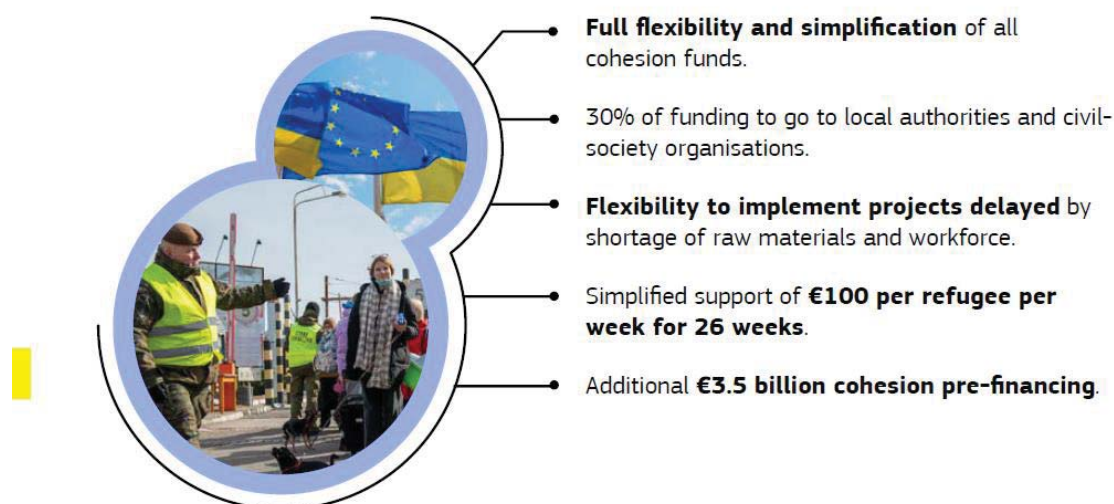 Full flexibility and simplification of all
cohesion funds.
30% of funding to go to local authorities and civil-
society organisations.
Flexibility to implement projects delayed by
shortage of raw materials and workforce.
Simplified support of €100 per refugee per
week for 26 weeks.
Additional €3.5 billion cohesion pre-financing.